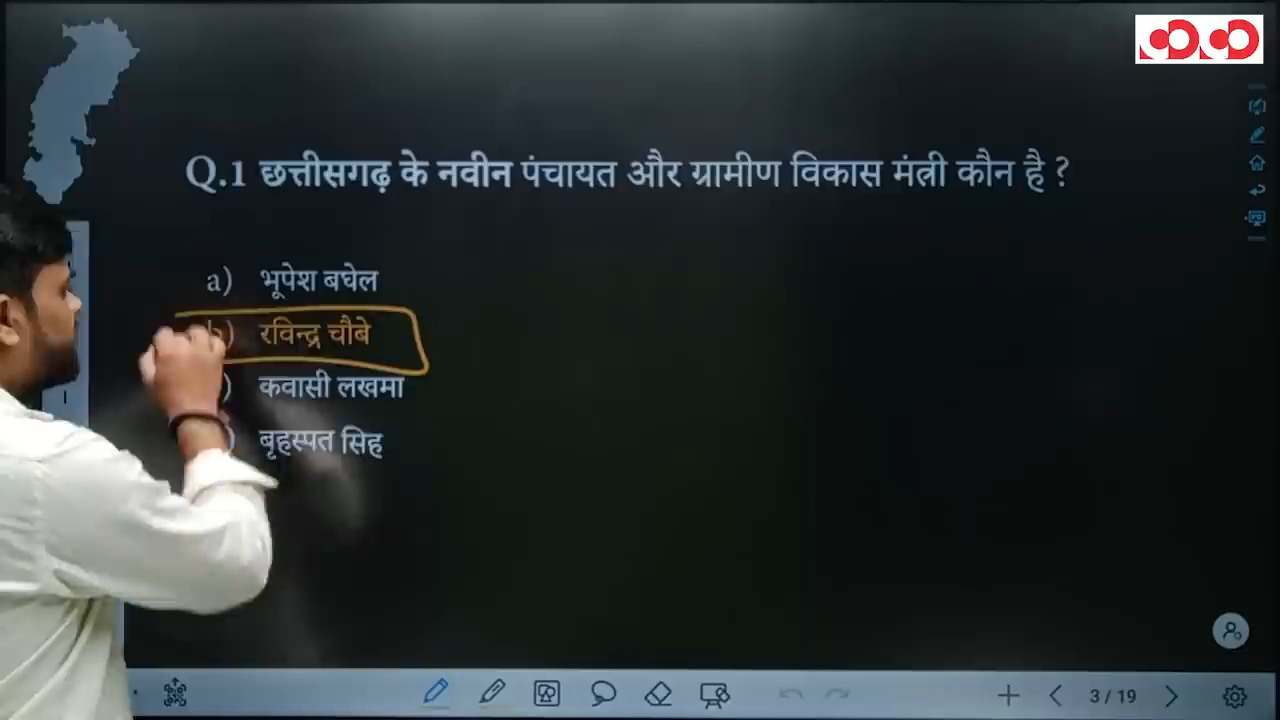 Q.1 छत्तीसगढ़ के नवीन पंचायत और ग्रामीण विकास मंत्री कौन है ?
a) भूपेश बघेल
b) रविन्द्र चौबे
) कवासी लखमा
) बृहस्पत सिह
3 / 19